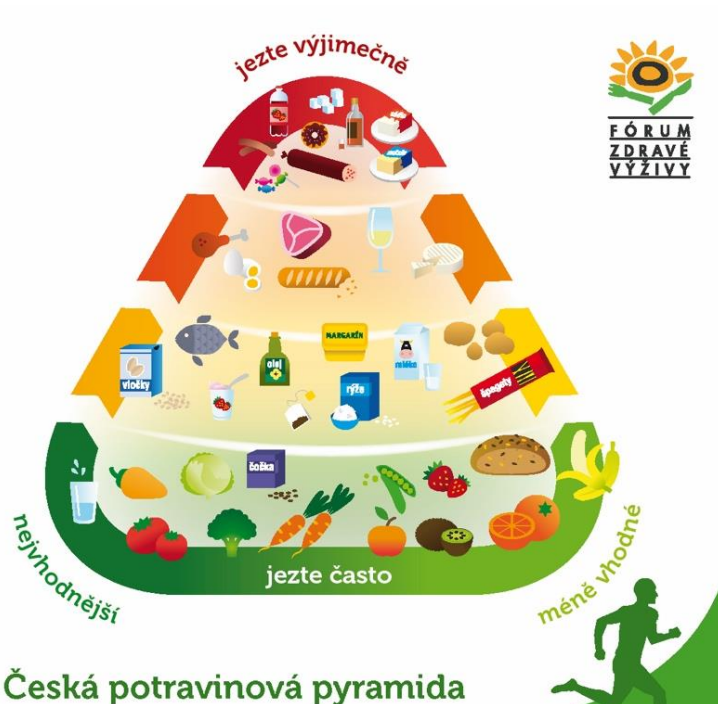 jezte výjimečně
FÓRUM
ZDRAVÉ
VÝŽIVY
MARGARÍN
olej
mléko
vločky
rýže
špagety
čočka
nejvhodnější
jezte často
méně vhodné
Česká potravinová pyramida